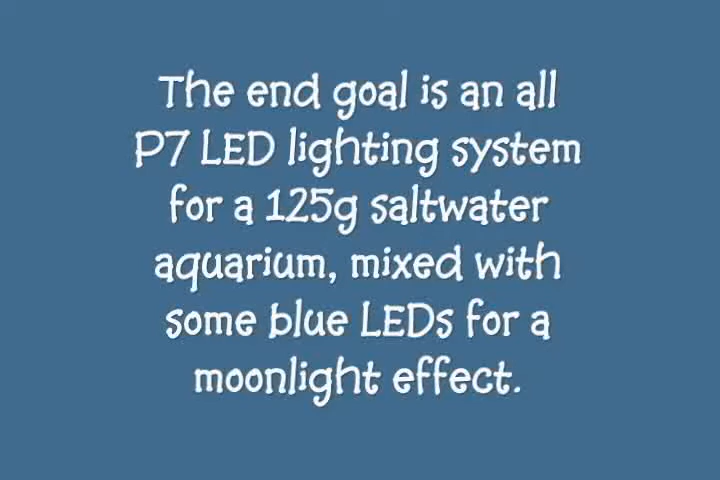 The end goal is an all
P7 LED lighting system
for a 125g saltwater
aquarium, mixed with
some blue LEDs for a
moonlight effect.